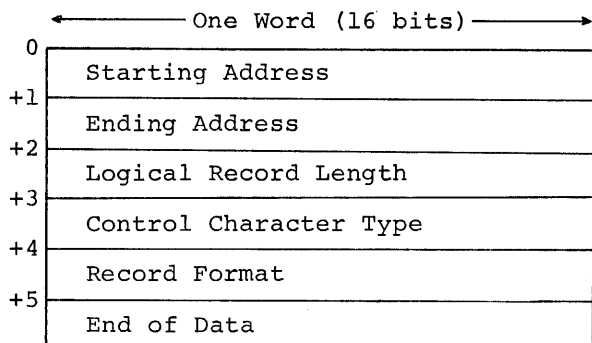 One Word (16 bits)
0
Starting Address
+1
Ending Address
+2
Logical Record Length
+3
Control Character Type
+4
Record Format
+5
End of Data